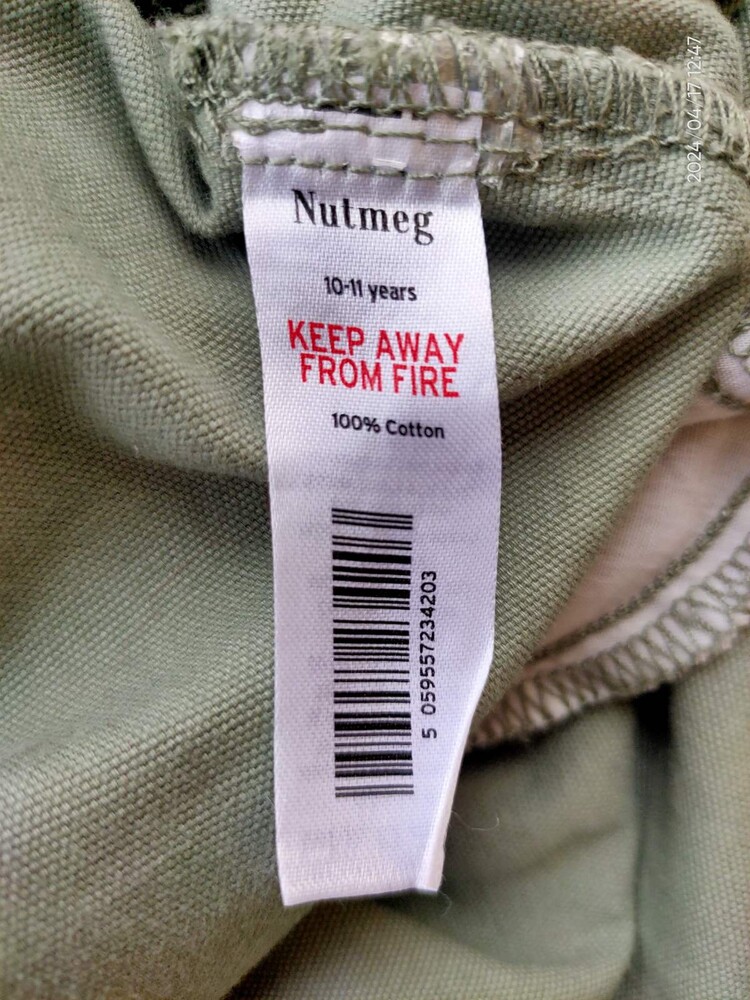 Nutmeg
10-11 years
KEEP AWAY
FROM FIRE
100% Cotton
5 059557234203
2024/04/17 12:47